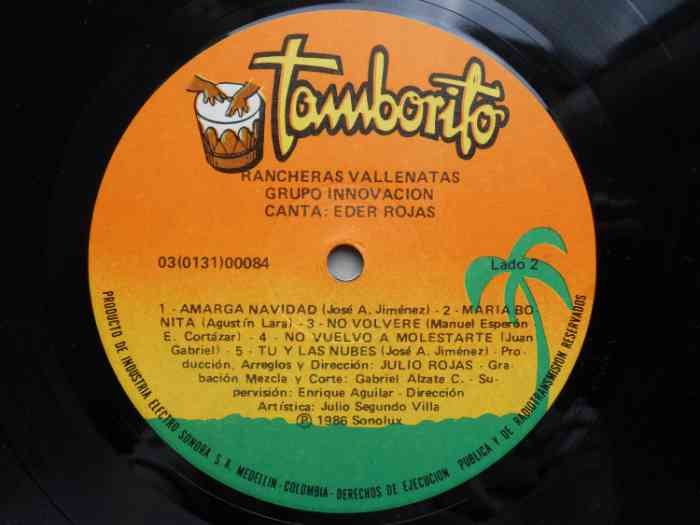 Tamborito
RANCHERAS VALLENATAS
GRUPO INNOVACION
CANTA: EDER ROJAS
03(0131)00084
Lado 2
1 - AMARGA NAVIDAD (José A. Jiménez) - 2 - MARIA BO-
NITA (Agustín Lara) - 3 - NO VOLVERE (Manuel Esperón
E. Cortázar) - 4 - NO VUELVO A MOLESTARTE (Juan
Gabriel) - 5 - TU Y LAS NUBES (José A. Jiménez) - Pro-
ducción, Arreglos y Dirección: JULIO ROJAS - Gra-
bación Mezcla y Corte: Gabriel Alzate C. - Su-
pervisión: Enrique Aguilar - Dirección
Artística: Julio Segundo Villa
℗ 1986 Sonolux
PRODUCTO DE INDUSTRIA ELECTRO SONORA S.A. MEDELLIN - COLOMBIA - DERECHOS DE EJECUCION PUBLICA Y DE RADIOTRANSMISION RESERVADOS